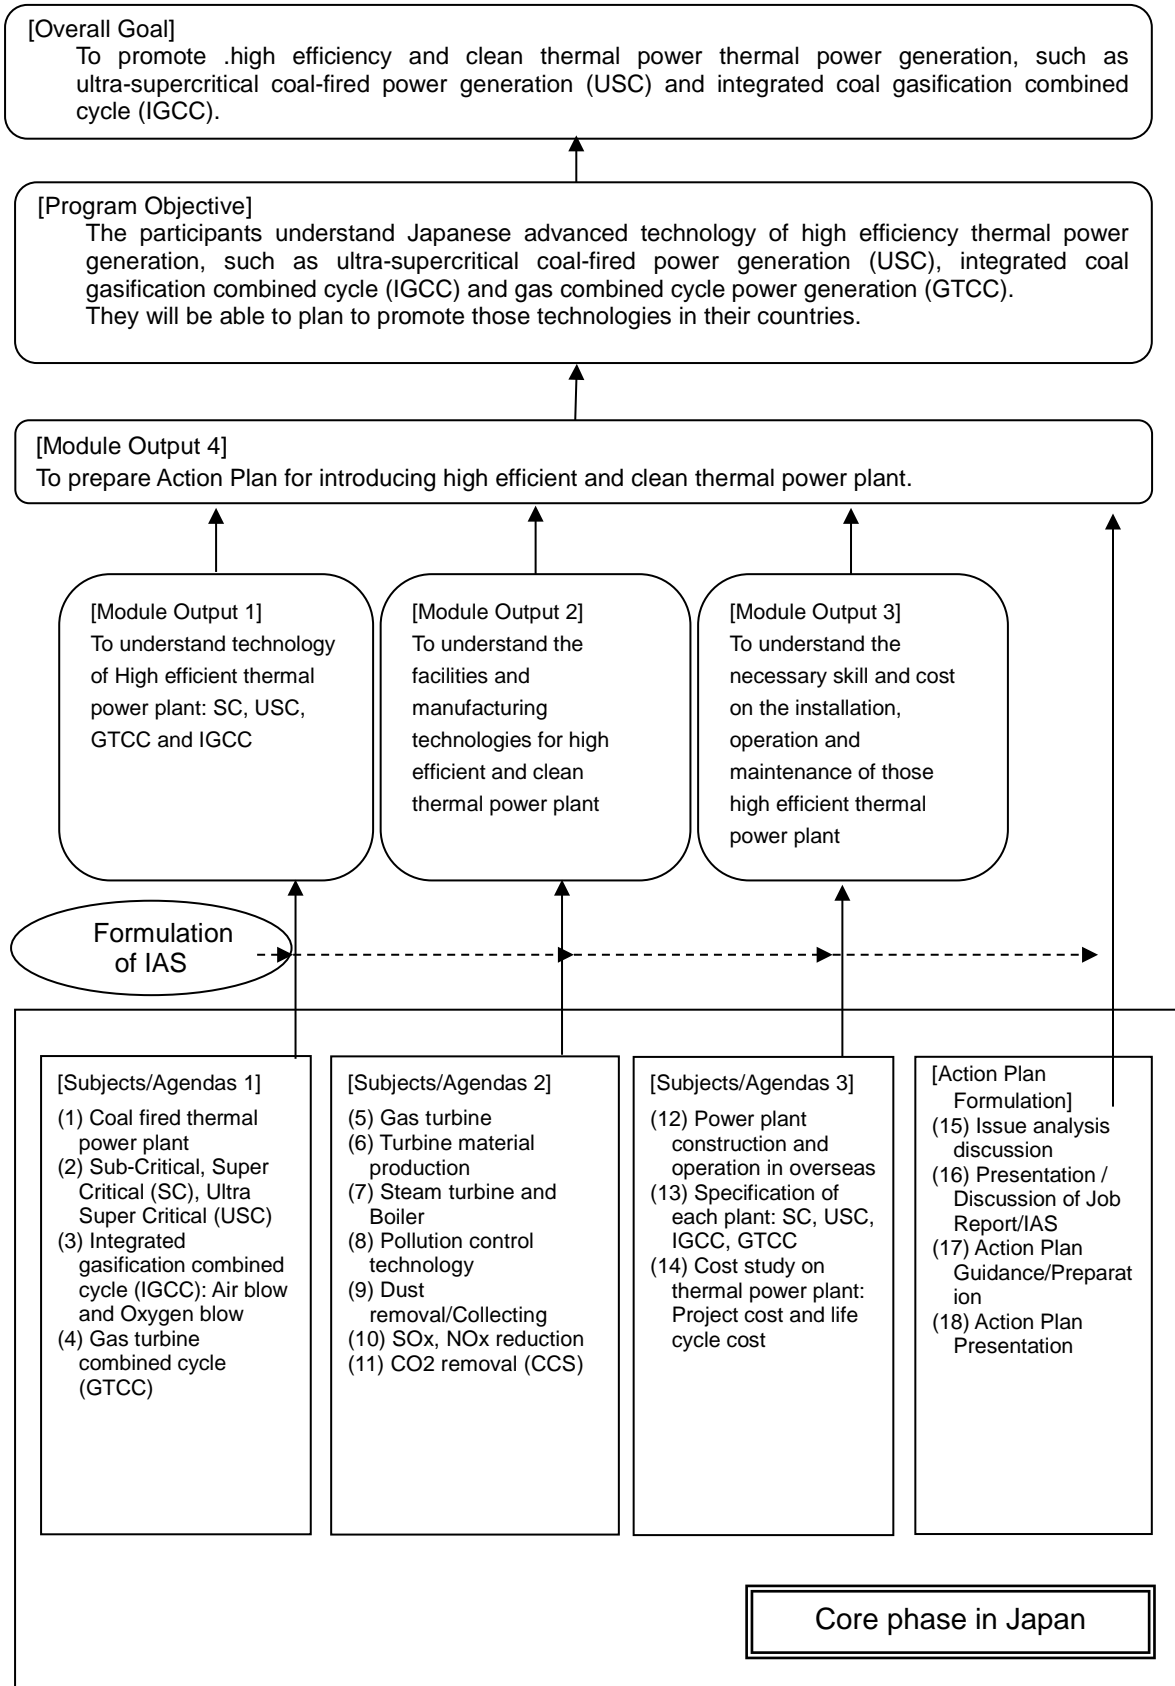 [Overall Goal]
To promote .high efficiency and clean thermal power thermal power generation, such as
ultra-supercritical coal-fired power generation (USC) and integrated coal gasification combined
cycle (IGCC).
[Program Objective]
The participants understand Japanese advanced technology of high efficiency thermal power
generation, such as ultra-supercritical coal-fired power generation (USC), integrated coal
gasification combined cycle (IGCC) and gas combined cycle power generation (GTCC).
They will be able to plan to promote those technologies in their countries.
[Module Output 4]
To prepare Action Plan for introducing high efficient and clean thermal power plant.
[Module Output 1]
To understand technology
of High efficient thermal
power plant: SC, USC,
GTCC and IGCC
[Module Output 2]
To understand the
facilities and
manufacturing
technologies for high
efficient and clean
thermal power plant
[Module Output 3]
To understand the
necessary skill and cost
on the installation,
operation and
maintenance of those
high efficient thermal
power plant
Formulation
of IAS
[Subjects/Agendas 1]
(1) Coal fired thermal
power plant
(2) Sub-Critical, Super
Critical (SC), Ultra
Super Critical (USC)
(3) Integrated
gasification combined
cycle (IGCC): Air blow
and Oxygen blow
(4) Gas turbine
combined cycle
(GTCC)
[Subjects/Agendas 2]
(5) Gas turbine
(6) Turbine material
production
(7) Steam turbine and
Boiler
(8) Pollution control
technology
(9) Dust
removal/Collecting
(10) SOx, NOx reduction
(11) CO2 removal (CCS)
[Subjects/Agendas 3]
(12) Power plant
construction and
operation in overseas
(13) Specification of
each plant: SC, USC,
IGCC, GTCC
(14) Cost study on
thermal power plant:
Project cost and life
cycle cost
[Action Plan
Formulation]
(15) Issue analysis
discussion
(16) Presentation /
Discussion of Job
Report/IAS
(17) Action Plan
Guidance/Preparat
ion
(18) Action Plan
Presentation
Core phase in Japan